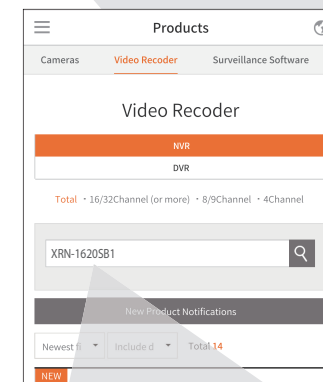 Products
Cameras Video Recoder Surveillance Software
Video Recoder
NVR
DVR
Total · 16/32Channel (or more) · 8/9Channel · 4Channel
XRN-1620SB1
New Product Notifications
Newest fi Include d Total 14
NEW